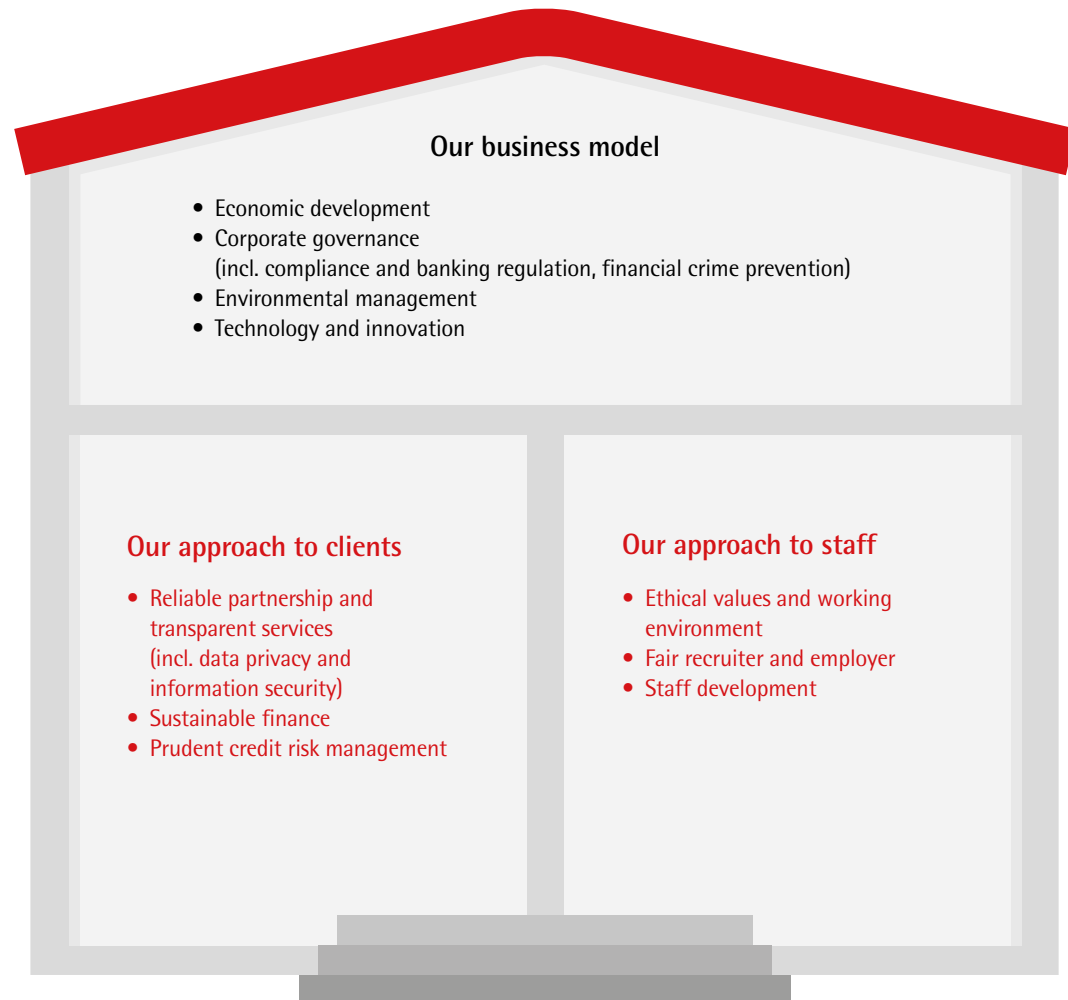 Our business model
• Economic development
• Corporate governance
(incl. compliance and banking regulation, financial crime prevention)
• Environmental management
• Technology and innovation
Our approach to clients
• Reliable partnership and
transparent services
(incl. data privacy and
information security)
• Sustainable finance
• Prudent credit risk management
Our approach to staff
• Ethical values and working
environment
• Fair recruiter and employer
• Staff development